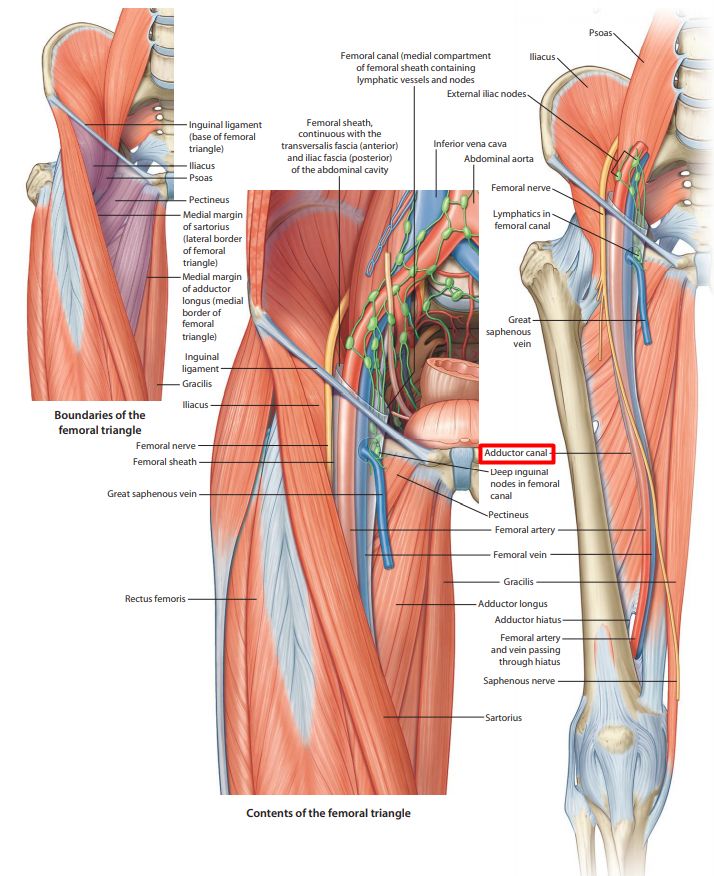 Inguinal ligament
(base of femoral
triangle)
Iliacus
Psoas
Pectineus
Medial margin
of sartorius
(lateral border
of femoral
triangle)
Medial margin
of adductor
longus (medial
border of
femoral
triangle)
Gracilis
Boundaries of the
femoral triangle
Femoral canal (medial compartment
of femoral sheath containing
lymphatic vessels and nodes
Femoral sheath,
continuous with the
transversalis fascia (anterior)
and iliac fascia (posterior)
of the abdominal cavity
Inferior vena cava
Abdominal aorta
Inguinal
ligament
Iliacus
Femoral nerve
Femoral sheath
Great saphenous vein
Rectus femoris
Deep inguinal
nodes in femoral
canal
Pectineus
Femoral artery
Femoral vein
Adductor longus
Sartorius
Contents of the femoral triangle
Psoas
Iliacus
External iliac nodes
Femoral nerve
Lymphatics in
femoral canal
Great
saphenous
vein
Adductor canal
Gracilis
Adductor hiatus
Femoral artery
and vein passing
through hiatus
Saphenous nerve